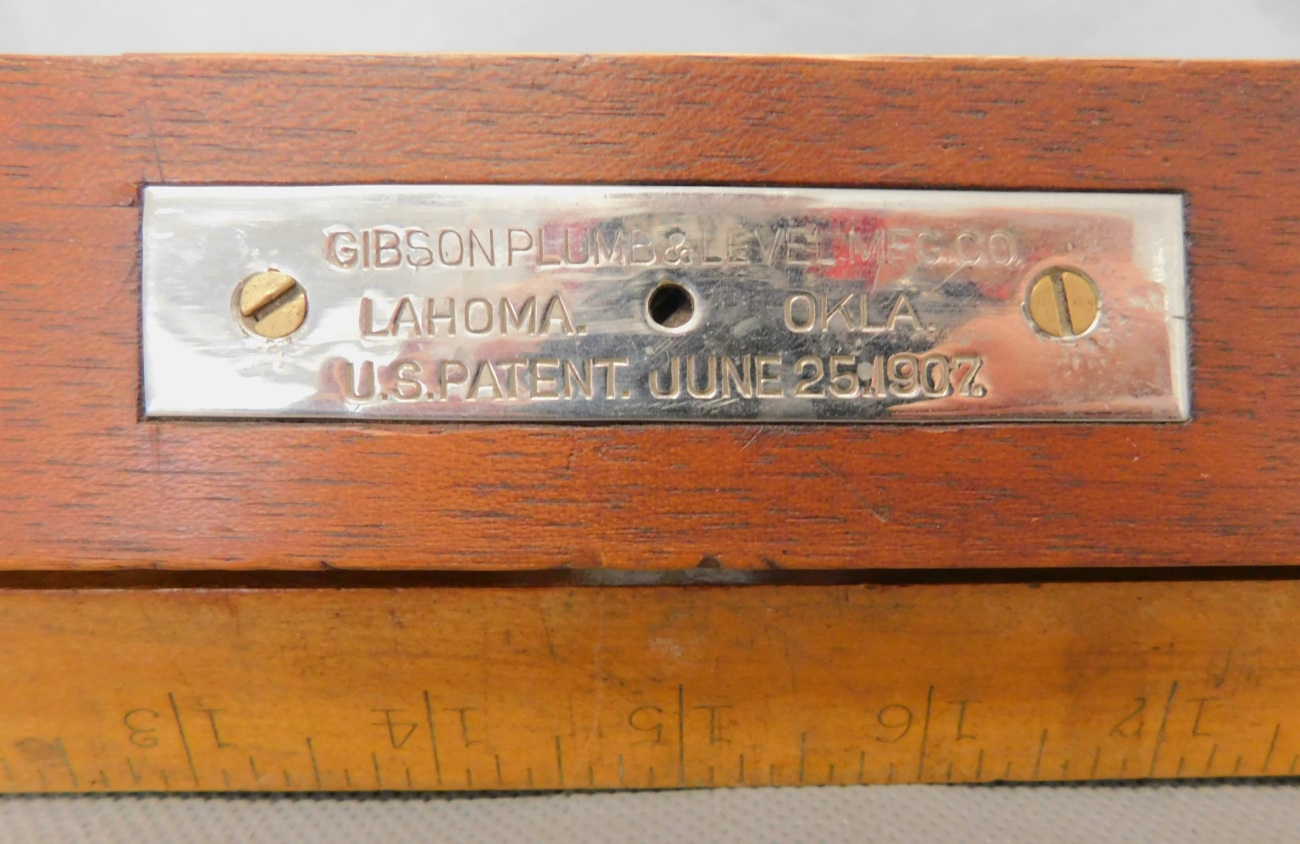 GIBSON PLUMB & LEVEL MFG CO.
LAHOMA. OKLA.
U.S. PATENT. JUNE 25. 1907.
13 14 15 16 17